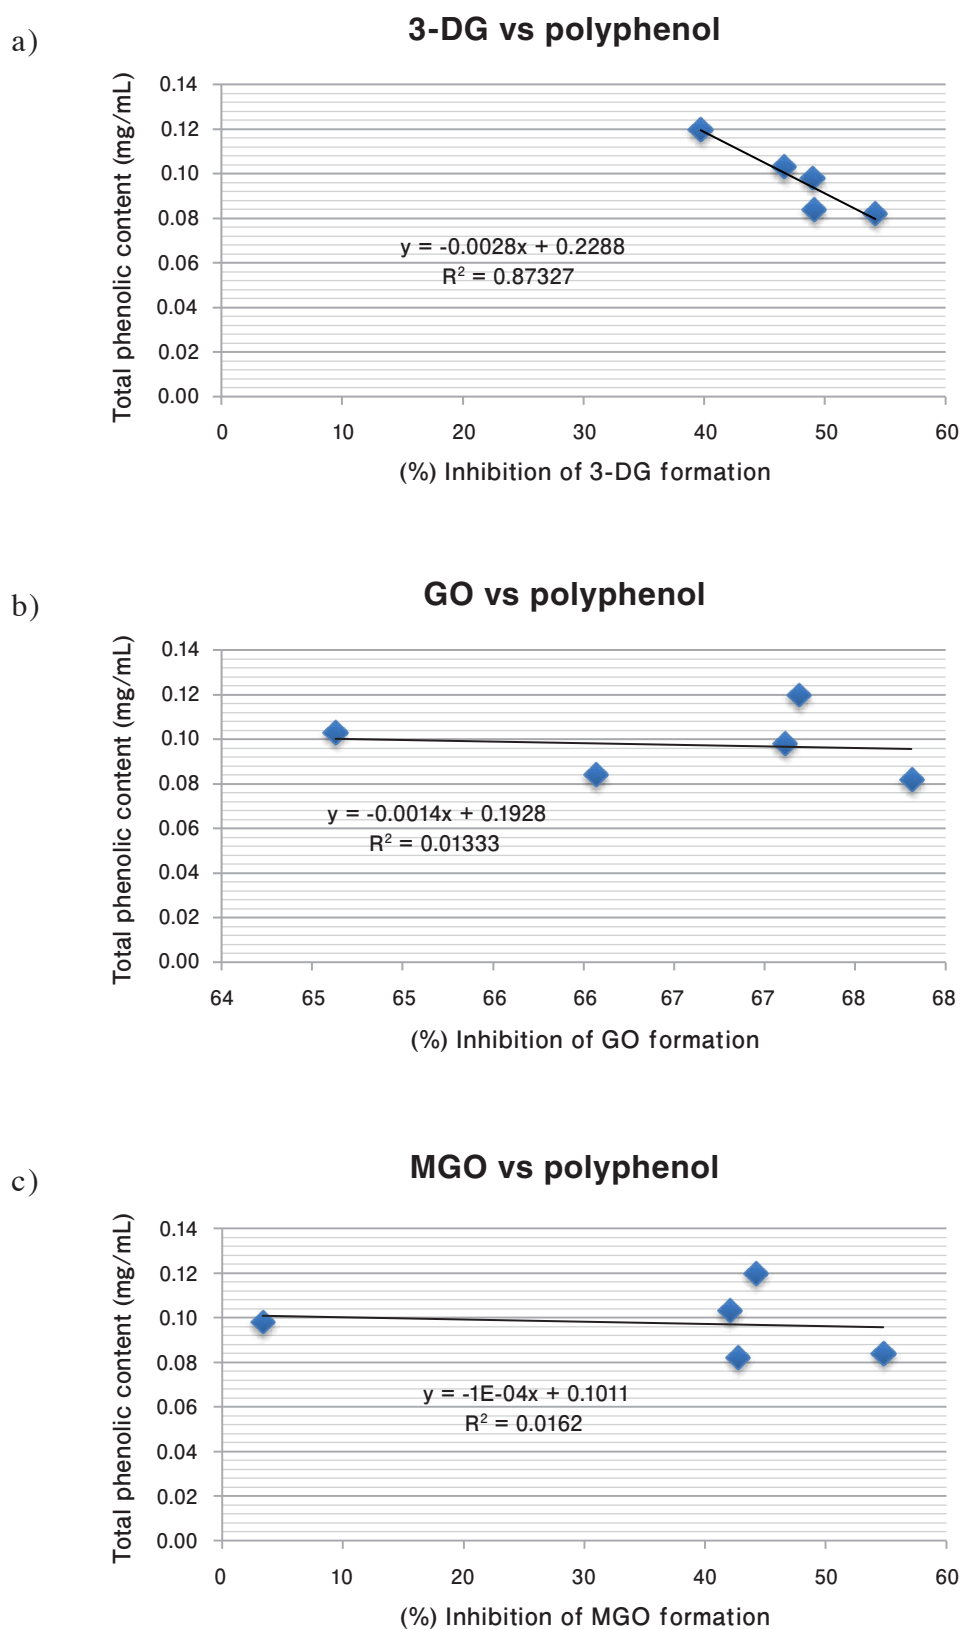 a)
3-DG vs polyphenol
Total phenolic content (mg/mL)
0.14
0.12
0.10
0.08
0.06
0.04
0.02
0.00
y = -0.0028x + 0.2288
R² = 0.87327
0 10 20 30 40 50 60
(%) Inhibition of 3-DG formation
b)
GO vs polyphenol
Total phenolic content (mg/mL)
0.14
0.12
0.10
0.08
0.06
0.04
0.02
0.00
y = -0.0014x + 0.1928
R² = 0.01333
64 65 65 66 66 67 67 68 68
(%) Inhibition of GO formation
c)
MGO vs polyphenol
Total phenolic content (mg/mL)
0.14
0.12
0.10
0.08
0.06
0.04
0.02
0.00
y = -1E-04x + 0.1011
R² = 0.0162
0 10 20 30 40 50 60
(%) Inhibition of MGO formation